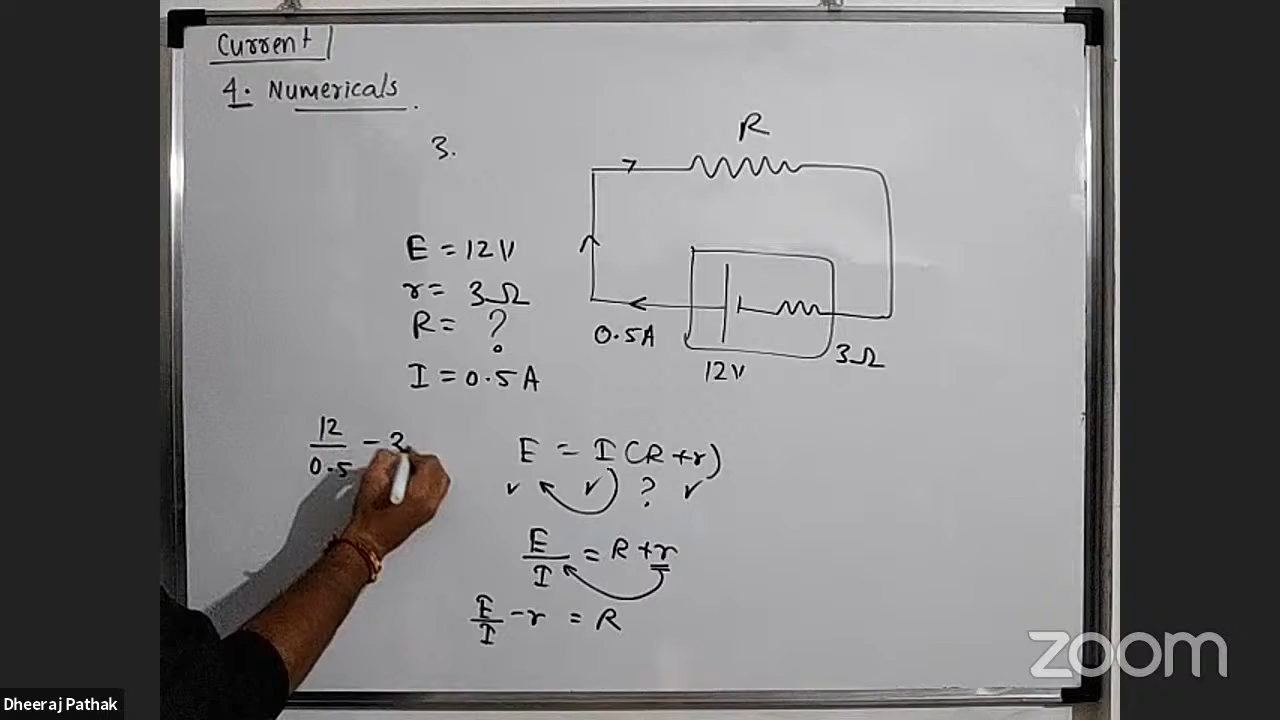 Current
4. Numericals
3.
R
E = 12V
r = 3Ω
R = ?
I = 0.5A
0.5A
12V
3Ω
12/0.5 - 3
E = I(R+r)
✓ ✓ ? ✓
E/I = R+r
E/I - r = R
zoom
Dheeraj Pathak